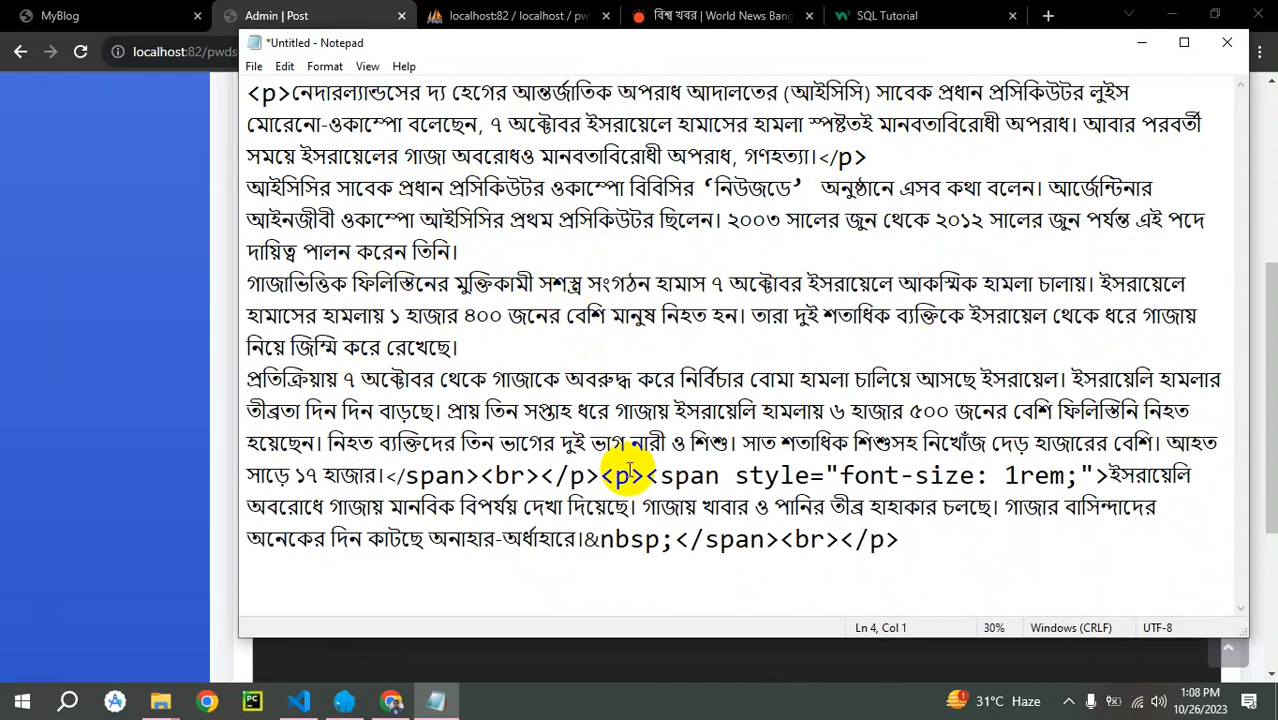 MyBlog
Admin | Post
localhost:82 / localhost / pw
বিশ্ব খবর | World News Bang
SQL Tutorial
localhost:82/pwds
*Untitled - Notepad
File Edit Format View Help
<p>নেদারল্যান্ডসের দ্য হেগের আন্তর্জাতিক অপরাধ আদালতের (আইসিসি) সাবেক প্রধান প্রসিকিউটর লুইস
মোরেনো-ওকাম্পো বলেছেন, ৭ অক্টোবর ইসরায়েলে হামাসের হামলা স্পষ্টতই মানবতাবিরোধী অপরাধ। আবার পরবর্তী
সময়ে ইসরায়েলের গাজা অবরোধও মানবতাবিরোধী অপরাধ, গণহত্যা।</p>
আইসিসির সাবেক প্রধান প্রসিকিউটর ওকাম্পো বিবিসির ‘নিউজডে’ অনুষ্ঠানে এসব কথা বলেন। আর্জেন্টিনার
আইনজীবী ওকাম্পো আইসিসির প্রথম প্রসিকিউটর ছিলেন। ২০০৩ সালের জুন থেকে ২০১২ সালের জুন পর্যন্ত এই পদে
দায়িত্ব পালন করেন তিনি।
গাজাভিত্তিক ফিলিস্তিনের মুক্তিকামী সশস্ত্র সংগঠন হামাস ৭ অক্টোবর ইসরায়েলে আকস্মিক হামলা চালায়। ইসরায়েলে
হামাসের হামলায় ১ হাজার ৪০০ জনের বেশি মানুষ নিহত হন। তারা দুই শতাধিক ব্যক্তিকে ইসরায়েল থেকে ধরে গাজায়
নিয়ে জিম্মি করে রেখেছে।
প্রতিক্রিয়ায় ৭ অক্টোবর থেকে গাজাকে অবরুদ্ধ করে নির্বিচার বোমা হামলা চালিয়ে আসছে ইসরায়েল। ইসরায়েলি হামলার
তীব্রতা দিন দিন বাড়ছে। প্রায় তিন সপ্তাহ ধরে গাজায় ইসরায়েলি হামলায় ৬ হাজার ৫০০ জনের বেশি ফিলিস্তিনি নিহত
হয়েছেন। নিহত ব্যক্তিদের তিন ভাগের দুই ভাগ নারী ও শিশু। সাত শতাধিক শিশুসহ নিখোঁজ দেড় হাজারের বেশি। আহত
সাড়ে ১৭ হাজার।</span><br></p><p><span style="font-size: 1rem;">ইসরায়েলি
অবরোধে গাজায় মানবিক বিপর্যয় দেখা দিয়েছে। গাজায় খাবার ও পানির তীব্র হাহাকার চলছে। গাজার বাসিন্দাদের
অনেকের দিন কাটছে অনাহার-অর্ধাহারে।&nbsp;</span><br></p>
Ln 4, Col 1 30% Windows (CRLF) UTF-8
31°C Haze
1:08 PM
10/26/2023